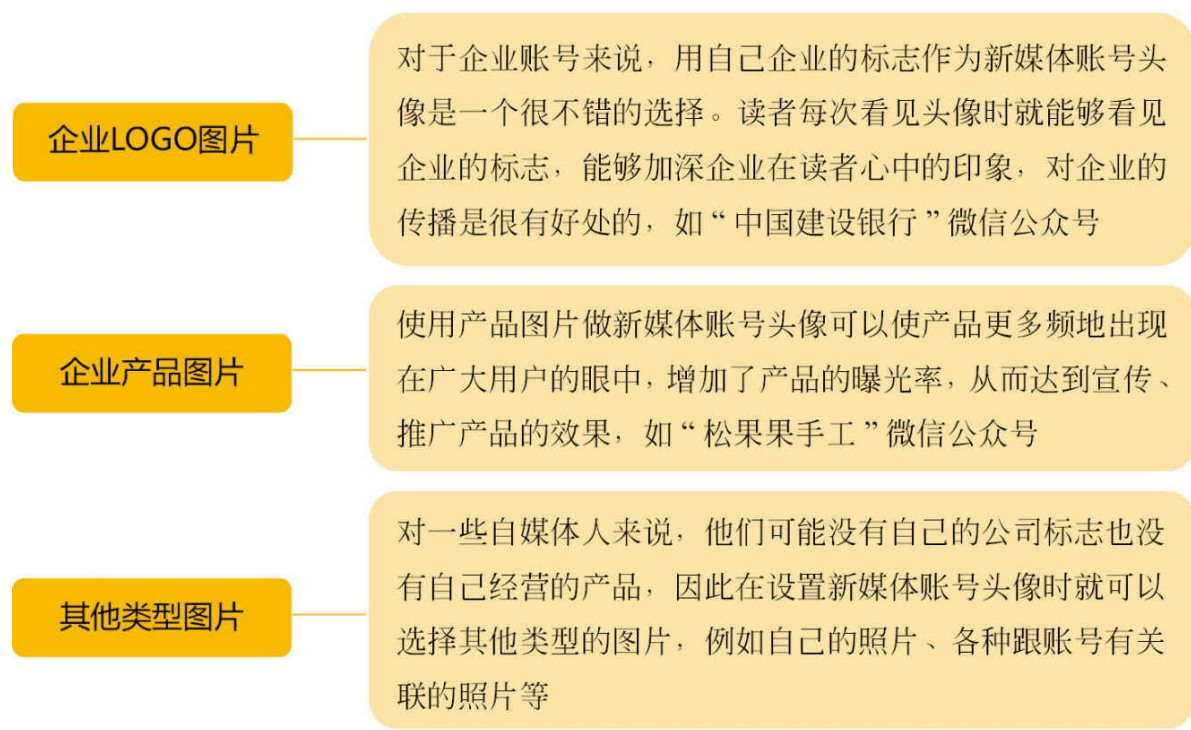 企业LOGO图片
对于企业账号来说，用自己企业的标志作为新媒体账号头
像是一个很不错的选择。读者每次看见头像时就能够看见
企业的标志，能够加深企业在读者心中的印象，对企业的
传播是很有好处的，如“中国建设银行”微信公众号
企业产品图片
使用产品图片做新媒体账号头像可以使产品更多频地出现
在广大用户的眼中，增加了产品的曝光率，从而达到宣传、
推广产品的效果，如“松果果手工”微信公众号
其他类型图片
对一些自媒体人来说，他们可能没有自己的公司标志也没
有自己经营的产品，因此在设置新媒体账号头像时就可以
选择其他类型的图片，例如自己的照片、各种跟账号有关
联的照片等